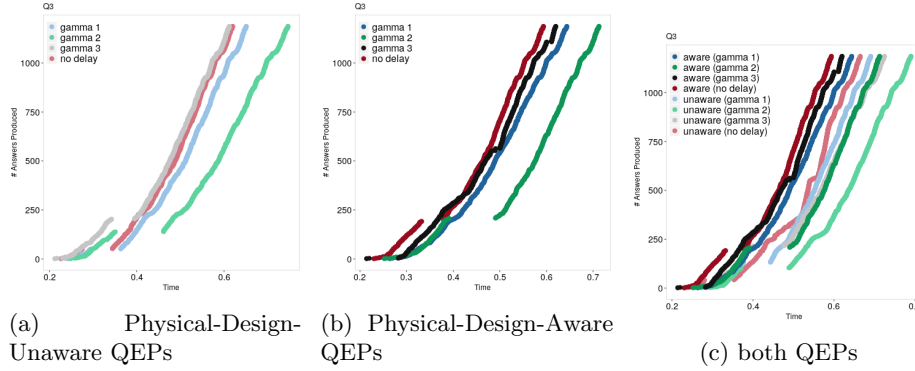 Q3
gamma 1
gamma 2
gamma 3
no delay
# Answers Produced
1000
750
500
250
0
0.2
0.4
0.6
Time
(a) Physical-Design-
Unaware QEPs
Q3
gamma 1
gamma 2
gamma 3
no delay
# Answers Produced
1000
750
500
250
0
0.2
0.3
0.4
0.5
0.6
0.7
Time
(b) Physical-Design-Aware
QEPs
Q3
aware (gamma 1)
aware (gamma 2)
aware (gamma 3)
aware (no delay)
unaware (gamma 1)
unaware (gamma 2)
unaware (gamma 3)
unaware (no delay)
# Answers Produced
1000
750
500
250
0
0.2
0.4
0.6
Time
(c) both QEPs